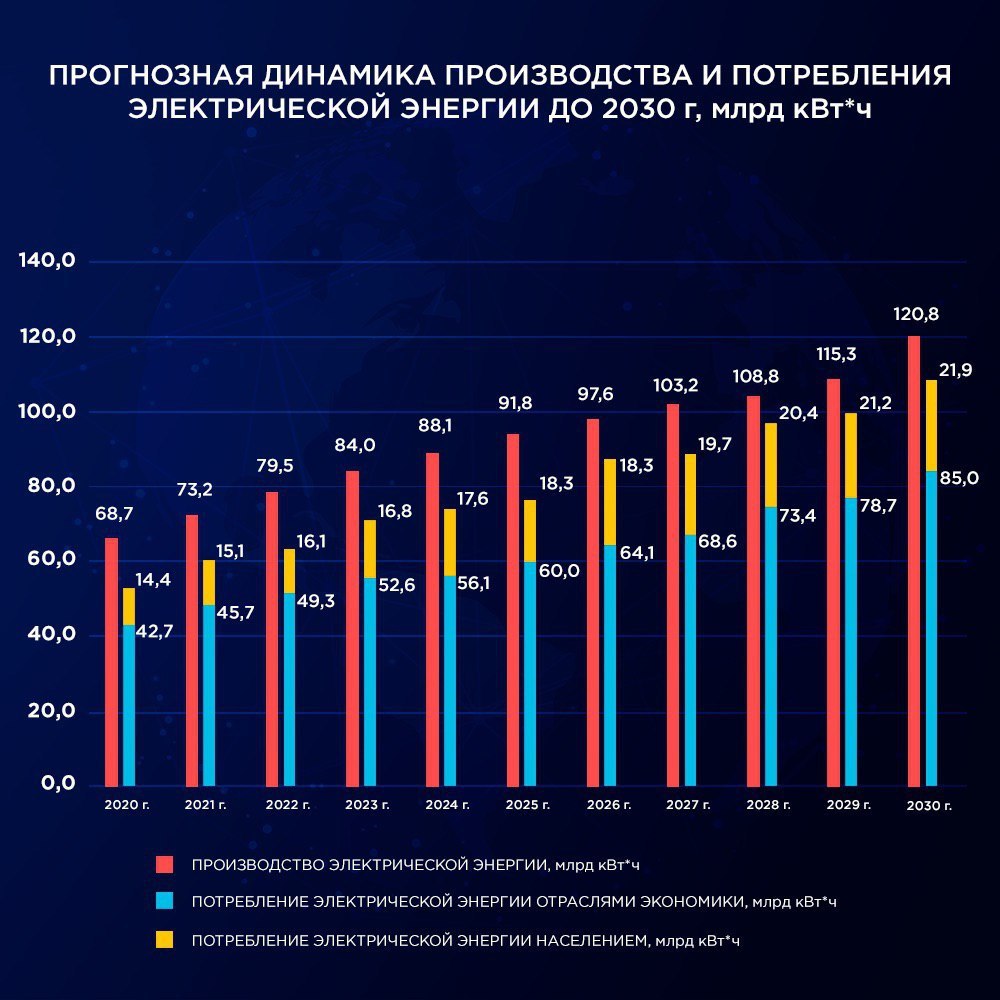 ПРОГНОЗНАЯ ДИНАМИКА ПРОИЗВОДСТВА И ПОТРЕБЛЕНИЯ
ЭЛЕКТРИЧЕСКОЙ ЭНЕРГИИ ДО 2030 г, млрд кВт*ч
140,0
120,0
100,0
80,0
60,0
40,0
20,0
0,0
68,7
14,4
42,7
73,2
15,1
45,7
79,5
16,1
49,3
84,0
16,8
52,6
88,1
17,6
56,1
91,8
18,3
60,0
97,6
18,3
64,1
103,2
19,7
68,6
108,8
20,4
73,4
115,3
21,2
78,7
120,8
21,9
85,0
2020 г.
2021 г.
2022 г.
2023 г.
2024 г.
2025 г.
2026 г.
2027 г.
2028 г.
2029 г.
2030 г.
ПРОИЗВОДСТВО ЭЛЕКТРИЧЕСКОЙ ЭНЕРГИИ, млрд кВт*ч
ПОТРЕБЛЕНИЕ ЭЛЕКТРИЧЕСКОЙ ЭНЕРГИИ ОТРАСЛЯМИ ЭКОНОМИКИ, млрд кВт*ч
ПОТРЕБЛЕНИЕ ЭЛЕКТРИЧЕСКОЙ ЭНЕРГИИ НАСЕЛЕНИЕМ, млрд кВт*ч